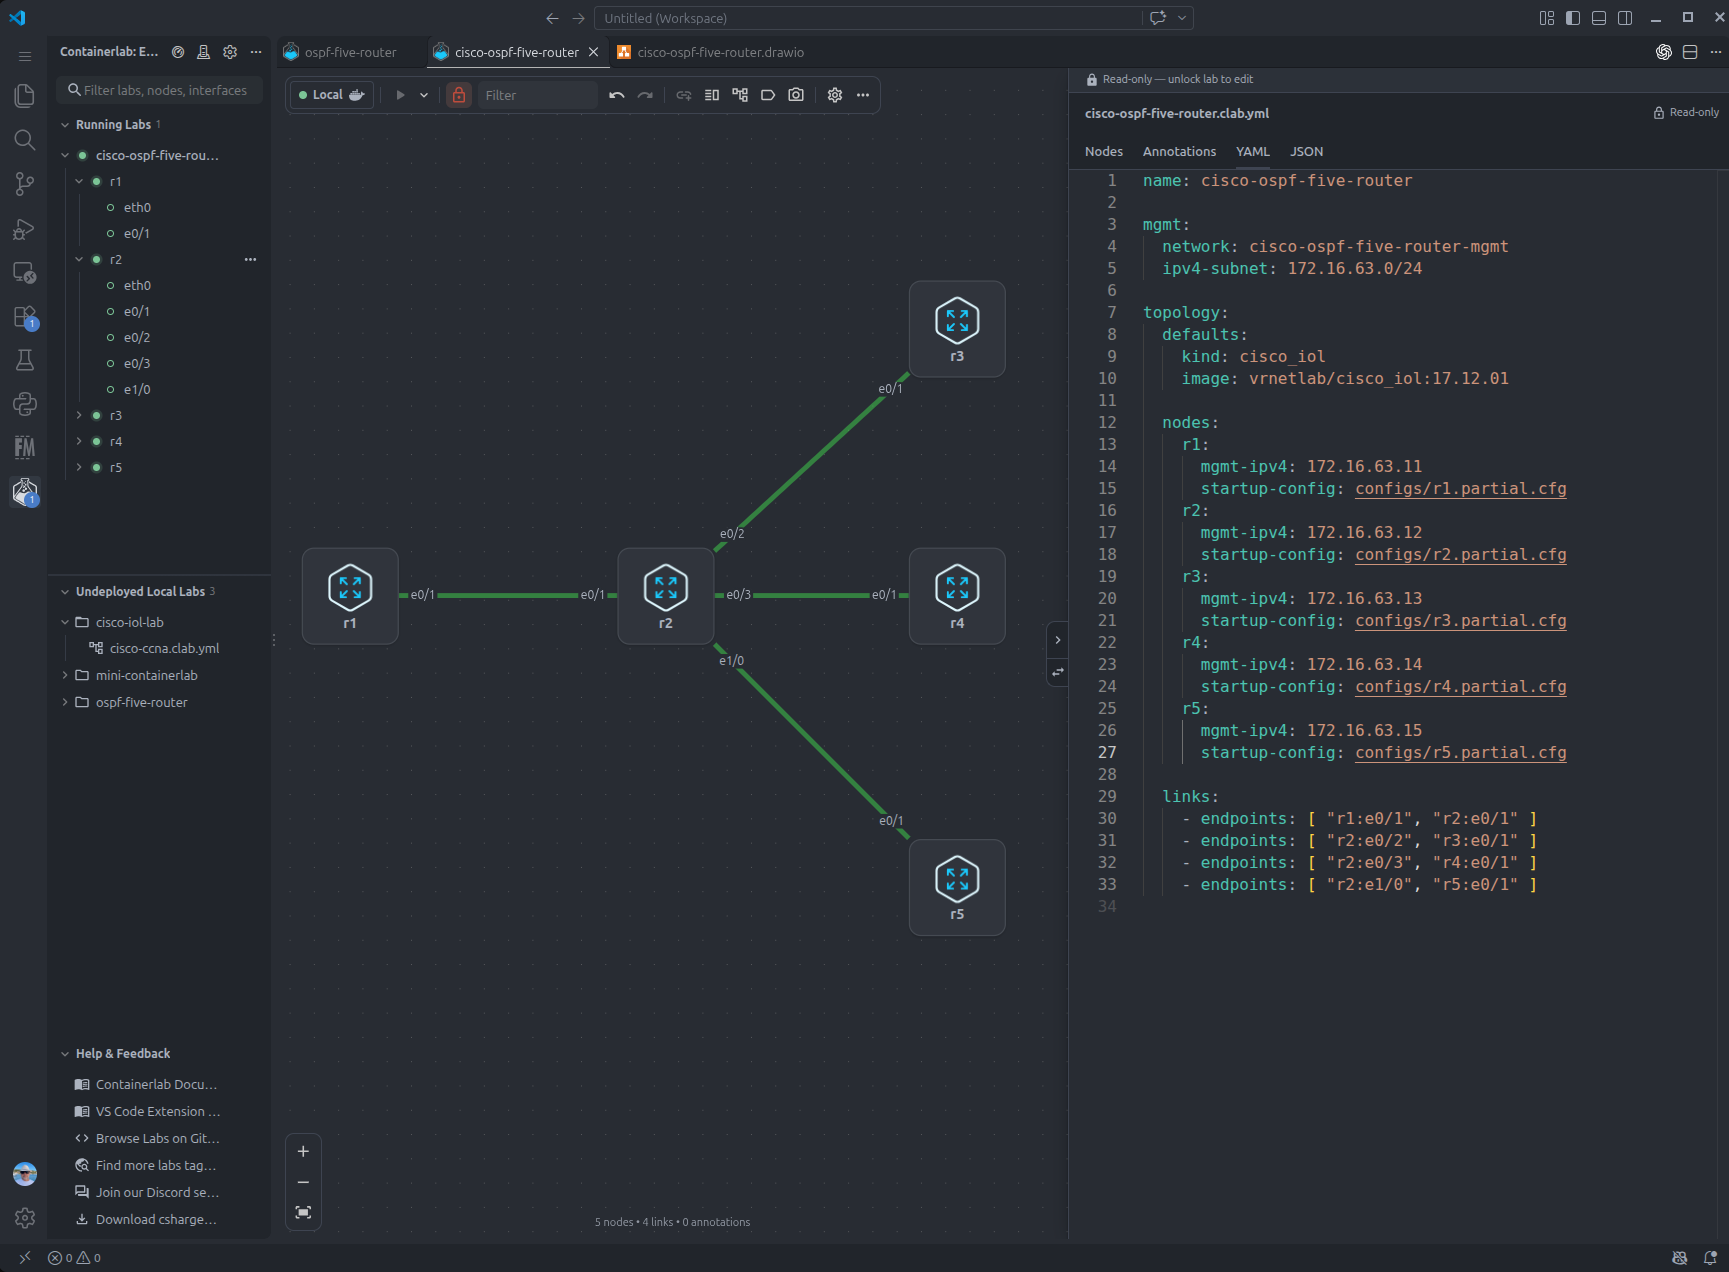 Untitled (Workspace)
Containerlab: E...
ospf-five-router
cisco-ospf-five-router
cisco-ospf-five-router.drawio
Filter labs, nodes, interfaces
Running Labs 1
cisco-ospf-five-rou...
r1
eth0
e0/1
r2
eth0
e0/1
e0/2
e0/3
e1/0
r3
r4
r5
1
1
FM
Undeployed Local Labs 3
cisco-iol-lab
cisco-ccna.clab.yml
mini-containerlab
ospf-five-router
Help & Feedback
Containerlab Docu...
VS Code Extension ...
Browse Labs on Git...
Find more labs tag...
Join our Discord se...
Download csharge...
Local
Filter
r3
e0/1
e0/2
r1
e0/1
e0/1
r2
e0/3
e0/1
r4
e1/0
e0/1
r5
5 nodes • 4 links • 0 annotations
Read-only — unlock lab to edit
cisco-ospf-five-router.clab.yml
Read-only
Nodes Annotations YAML JSON
1 name: cisco-ospf-five-router
2
3 mgmt:
4 network: cisco-ospf-five-router-mgmt
5 ipv4-subnet: 172.16.63.0/24
6
7 topology:
8 defaults:
9 kind: cisco_iol
10 image: vrnetlab/cisco_iol:17.12.01
11
12 nodes:
13 r1:
14 mgmt-ipv4: 172.16.63.11
15 startup-config: configs/r1.partial.cfg
16 r2:
17 mgmt-ipv4: 172.16.63.12
18 startup-config: configs/r2.partial.cfg
19 r3:
20 mgmt-ipv4: 172.16.63.13
21 startup-config: configs/r3.partial.cfg
22 r4:
23 mgmt-ipv4: 172.16.63.14
24 startup-config: configs/r4.partial.cfg
25 r5:
26 mgmt-ipv4: 172.16.63.15
27 startup-config: configs/r5.partial.cfg
28
29 links:
30 - endpoints: [ "r1:e0/1", "r2:e0/1" ]
31 - endpoints: [ "r2:e0/2", "r3:e0/1" ]
32 - endpoints: [ "r2:e0/3", "r4:e0/1" ]
33 - endpoints: [ "r2:e1/0", "r5:e0/1" ]
34
0 0